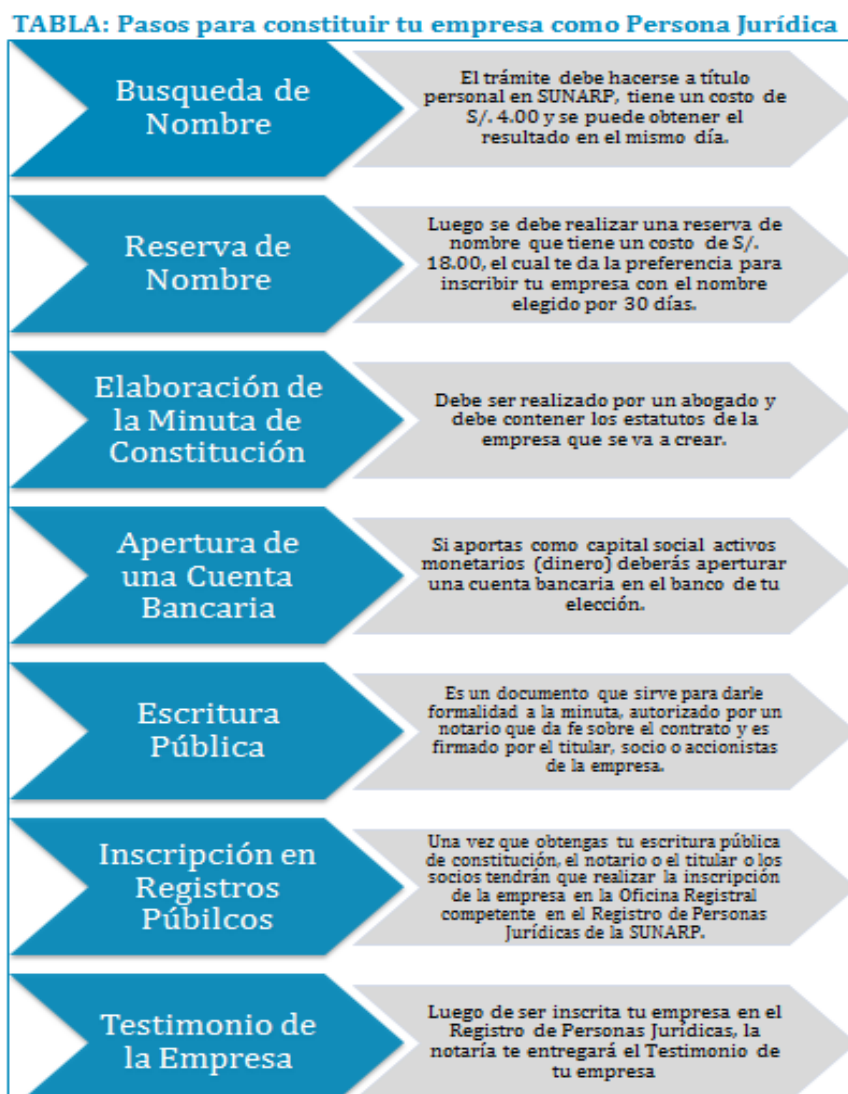 TABLA: Pasos para constituir tu empresa como Persona Jurídica
Busqueda de
Nombre
El trámite debe hacerse a título
personal en SUNARP, tiene un costo de
S/. 4.00 y se puede obtener el
resultado en el mismo día.
Reserva de
Nombre
Luego se debe realizar una reserva de
nombre que tiene un costo de S/.
18.00, el cual te da la preferencia para
inscribir tu empresa con el nombre
elegido por 30 días.
Elaboración de
la Minuta de
Constitución
Debe ser realizado por un abogado y
debe contener los estatutos de la
empresa que se va a crear.
Apertura de
una Cuenta
Bancaria
Si aportas como capital social activos
monetarios (dinero) deberás aperturar
una cuenta bancaria en el banco de tu
elección.
Escritura
Pública
Es un documento que sirve para darle
formalidad a la minuta, autorizado por un
notario que da fe sobre el contrato y es
firmado por el titular, socio o accionistas
de la empresa.
Inscripción en
Registros
Púbilcos
Una vez que obtengas tu escritura pública
de constitución, el notario o el titular o los
socios tendrán que realizar la inscripción
de la empresa en la Oficina Registral
competente en el Registro de Personas
Jurídicas de la SUNARP.
Testimonio de
la Empresa
Luego de ser inscrita tu empresa en el
Registro de Personas Jurídicas, la
notaría te entregará el Testimonio de
tu empresa